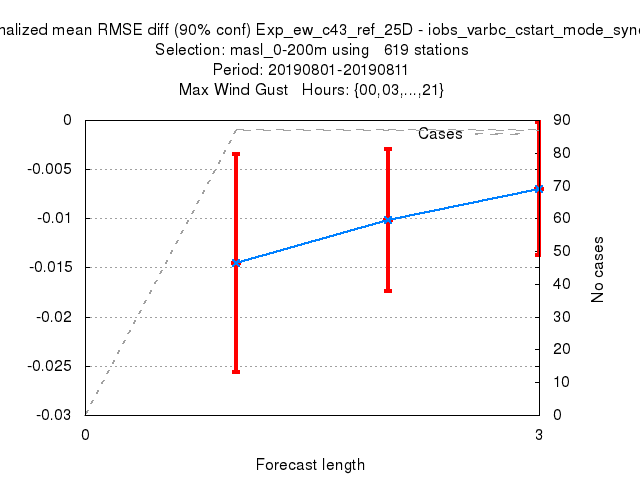 nalized mean RMSE diff (90% conf) Exp_ew_c43_ref_25D - iobs_varbc_cstart_mode_sync
Selection: masl_0-200m using 619 stations
Period: 20190801-20190811
Max Wind Gust Hours: {00,03,...,21}
Cases
0
-0.005
-0.01
-0.015
-0.02
-0.025
-0.03
90
80
70
60
50
40
30
20
10
0
No cases
0
3
Forecast length